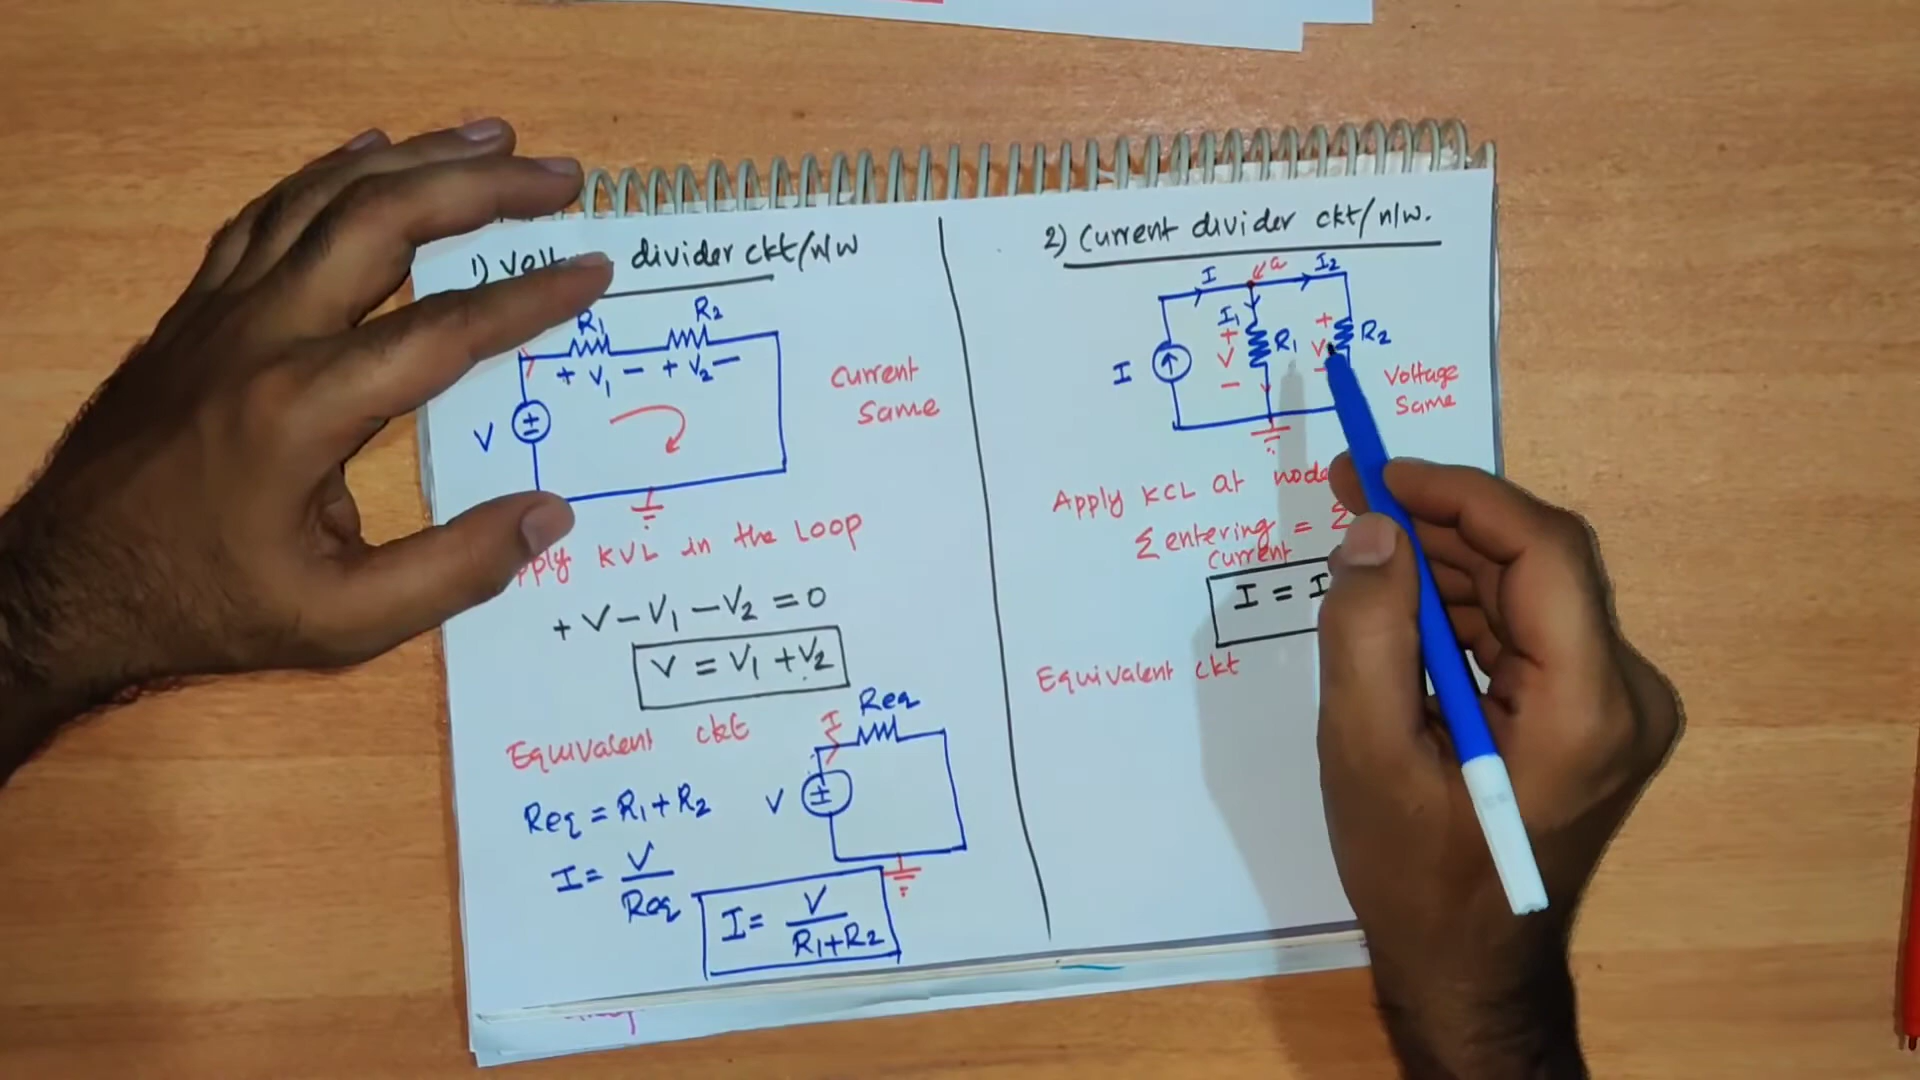 1) divider ckt/n/w
R1 R2
+ V1 - + V2 -
V
Current
Same
KVL in the Loop
+ V - V1 - V2 = 0
V = V1 + V2
Equivalent ckt
I
Req
V
Req = R1 + R2
I = V / Req
I = V / R1+R2
2) Current divider ckt/n/w.
I a I2
I1
+ +
I V R1 V R2
- -
Voltage
Same
Apply KCL at node
Σ entering = Σ
current
I = I
Equivalent ckt